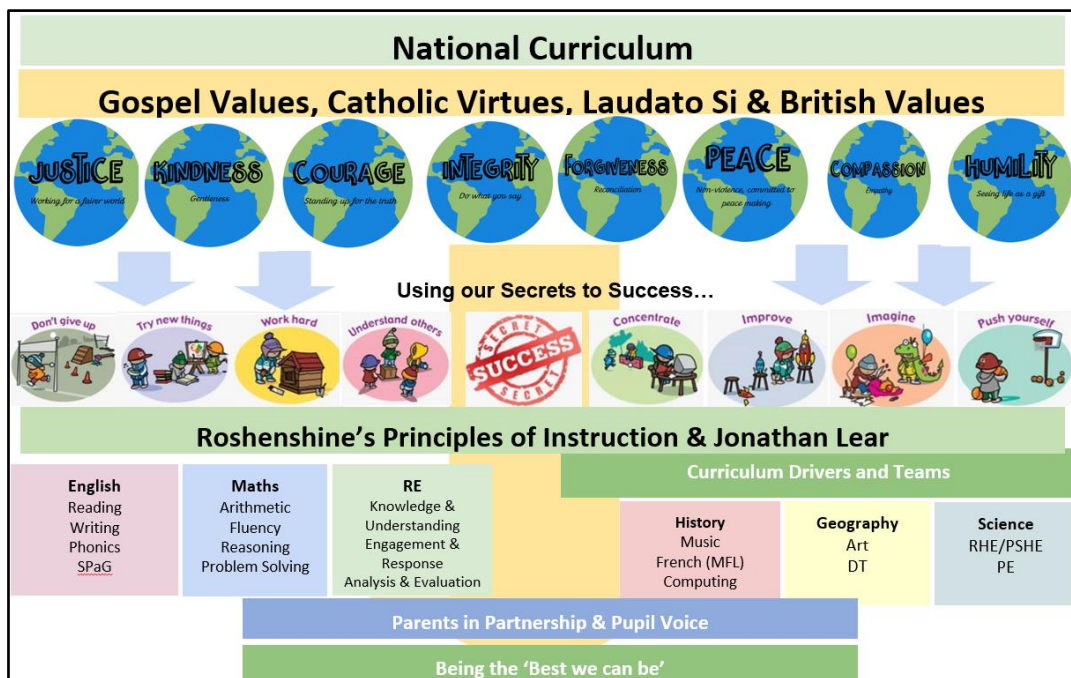 National Curriculum
Gospel Values, Catholic Virtues, Laudato Si & British Values
JUSTICE
Working for a fairer world
KINDNESS
Gentleness
COURAGE
Standing up for the truth
INTEGRITY
Do what you say
FORGIVENESS
Reconciliation
PEACE
Non-violence, committed to
peace making
COMPASSION
Empathy
HUMILITY
Seeing life as a gift
Using our Secrets to Success...
Don't give up
Try new things
Work hard
Understand others
SECRET
SUCCESS
SECRET
Concentrate
Improve
Imagine
Push yourself
Roshenshine's Principles of Instruction & Jonathan Lear
English
Reading
Writing
Phonics
SPaG
Maths
Arithmetic
Fluency
Reasoning
Problem Solving
RE
Knowledge &
Understanding
Engagement &
Response
Analysis & Evaluation
Curriculum Drivers and Teams
History
Music
French (MFL)
Computing
Geography
Art
DT
Science
RHE/PSHE
PE
Parents in Partnership & Pupil Voice
Being the 'Best we can be'